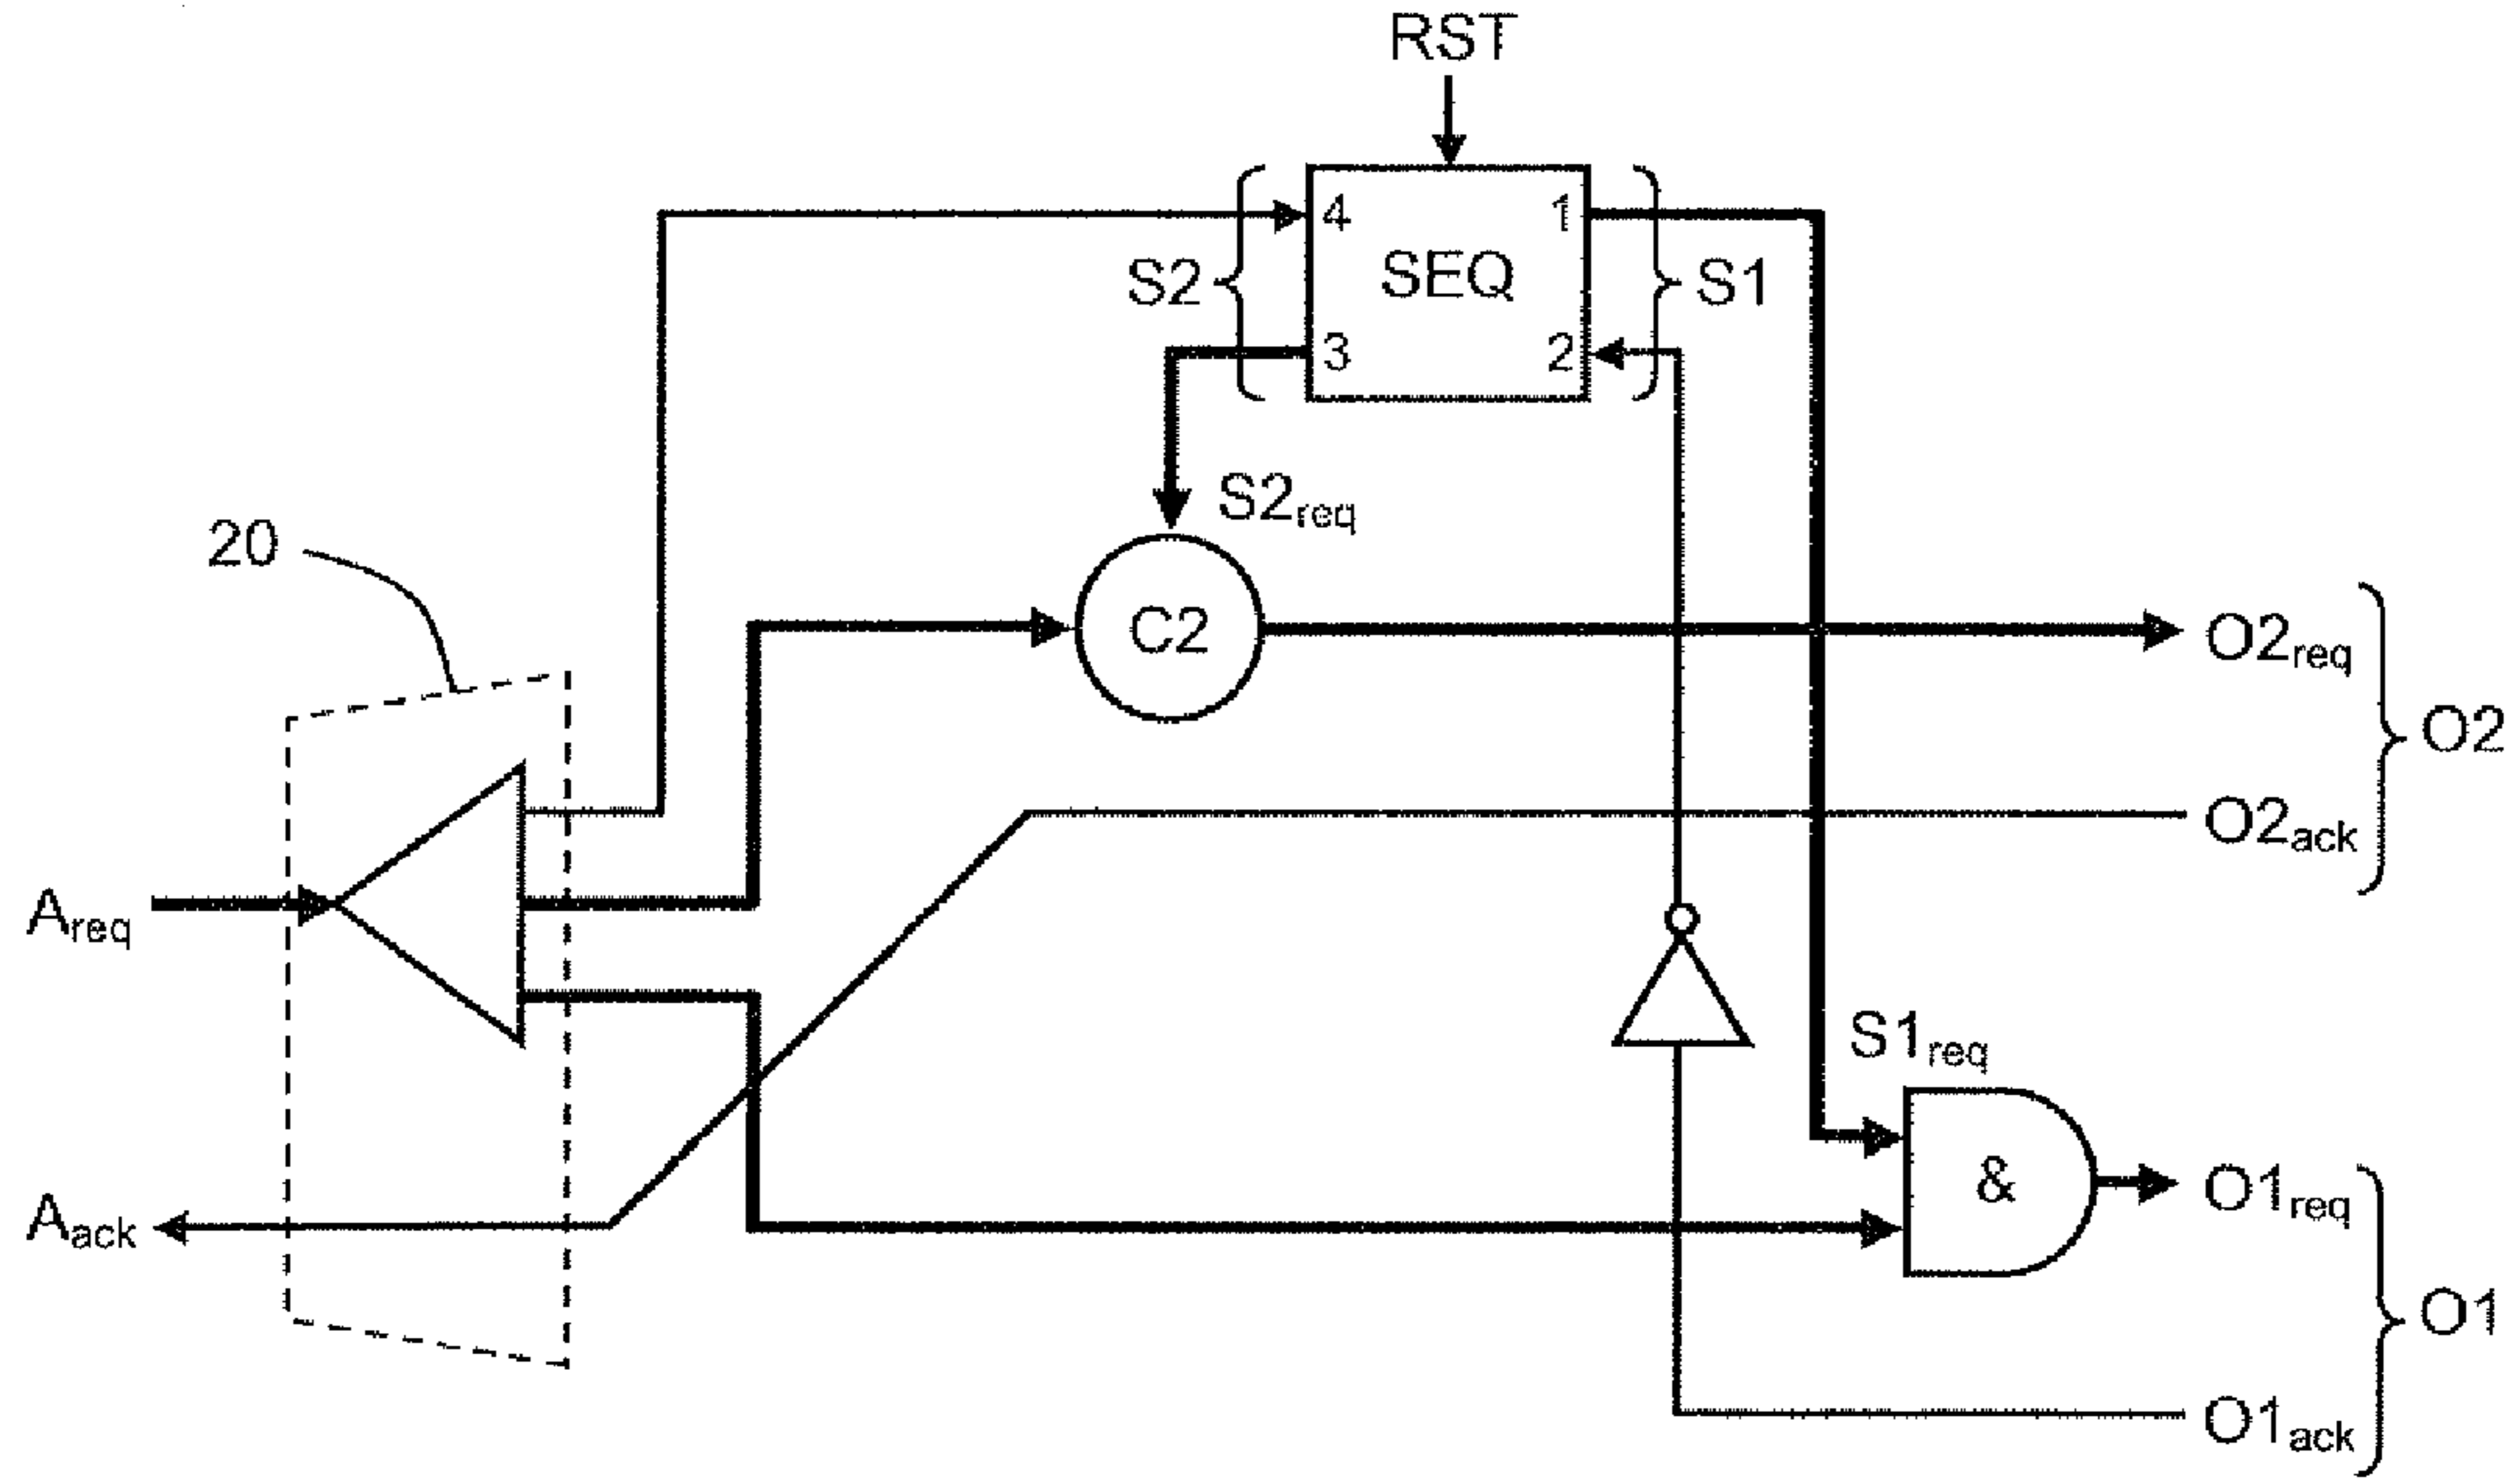 RST
4
1
S2
SEQ
S1
3
2
S2req
20
C2
O2req
O2
O2ack
Areq
S1req
&
O1req
Aack
O1
O1ack